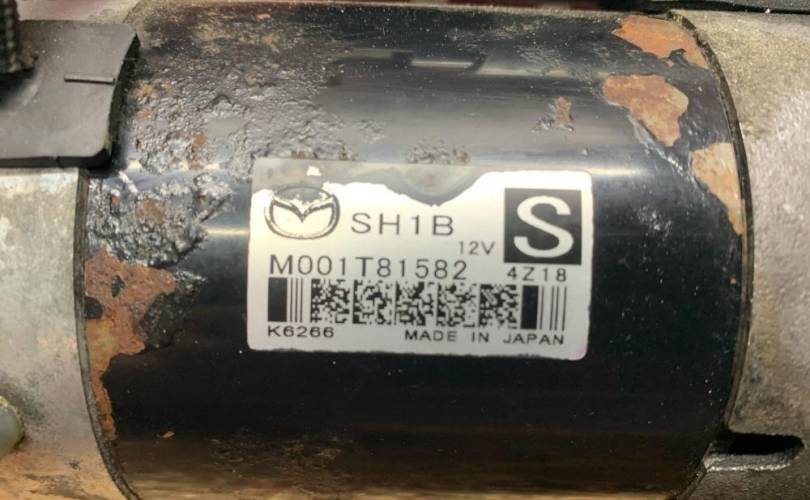 SH1B
S
12V
M001T81582 4Z18
K6266 MADE IN JAPAN